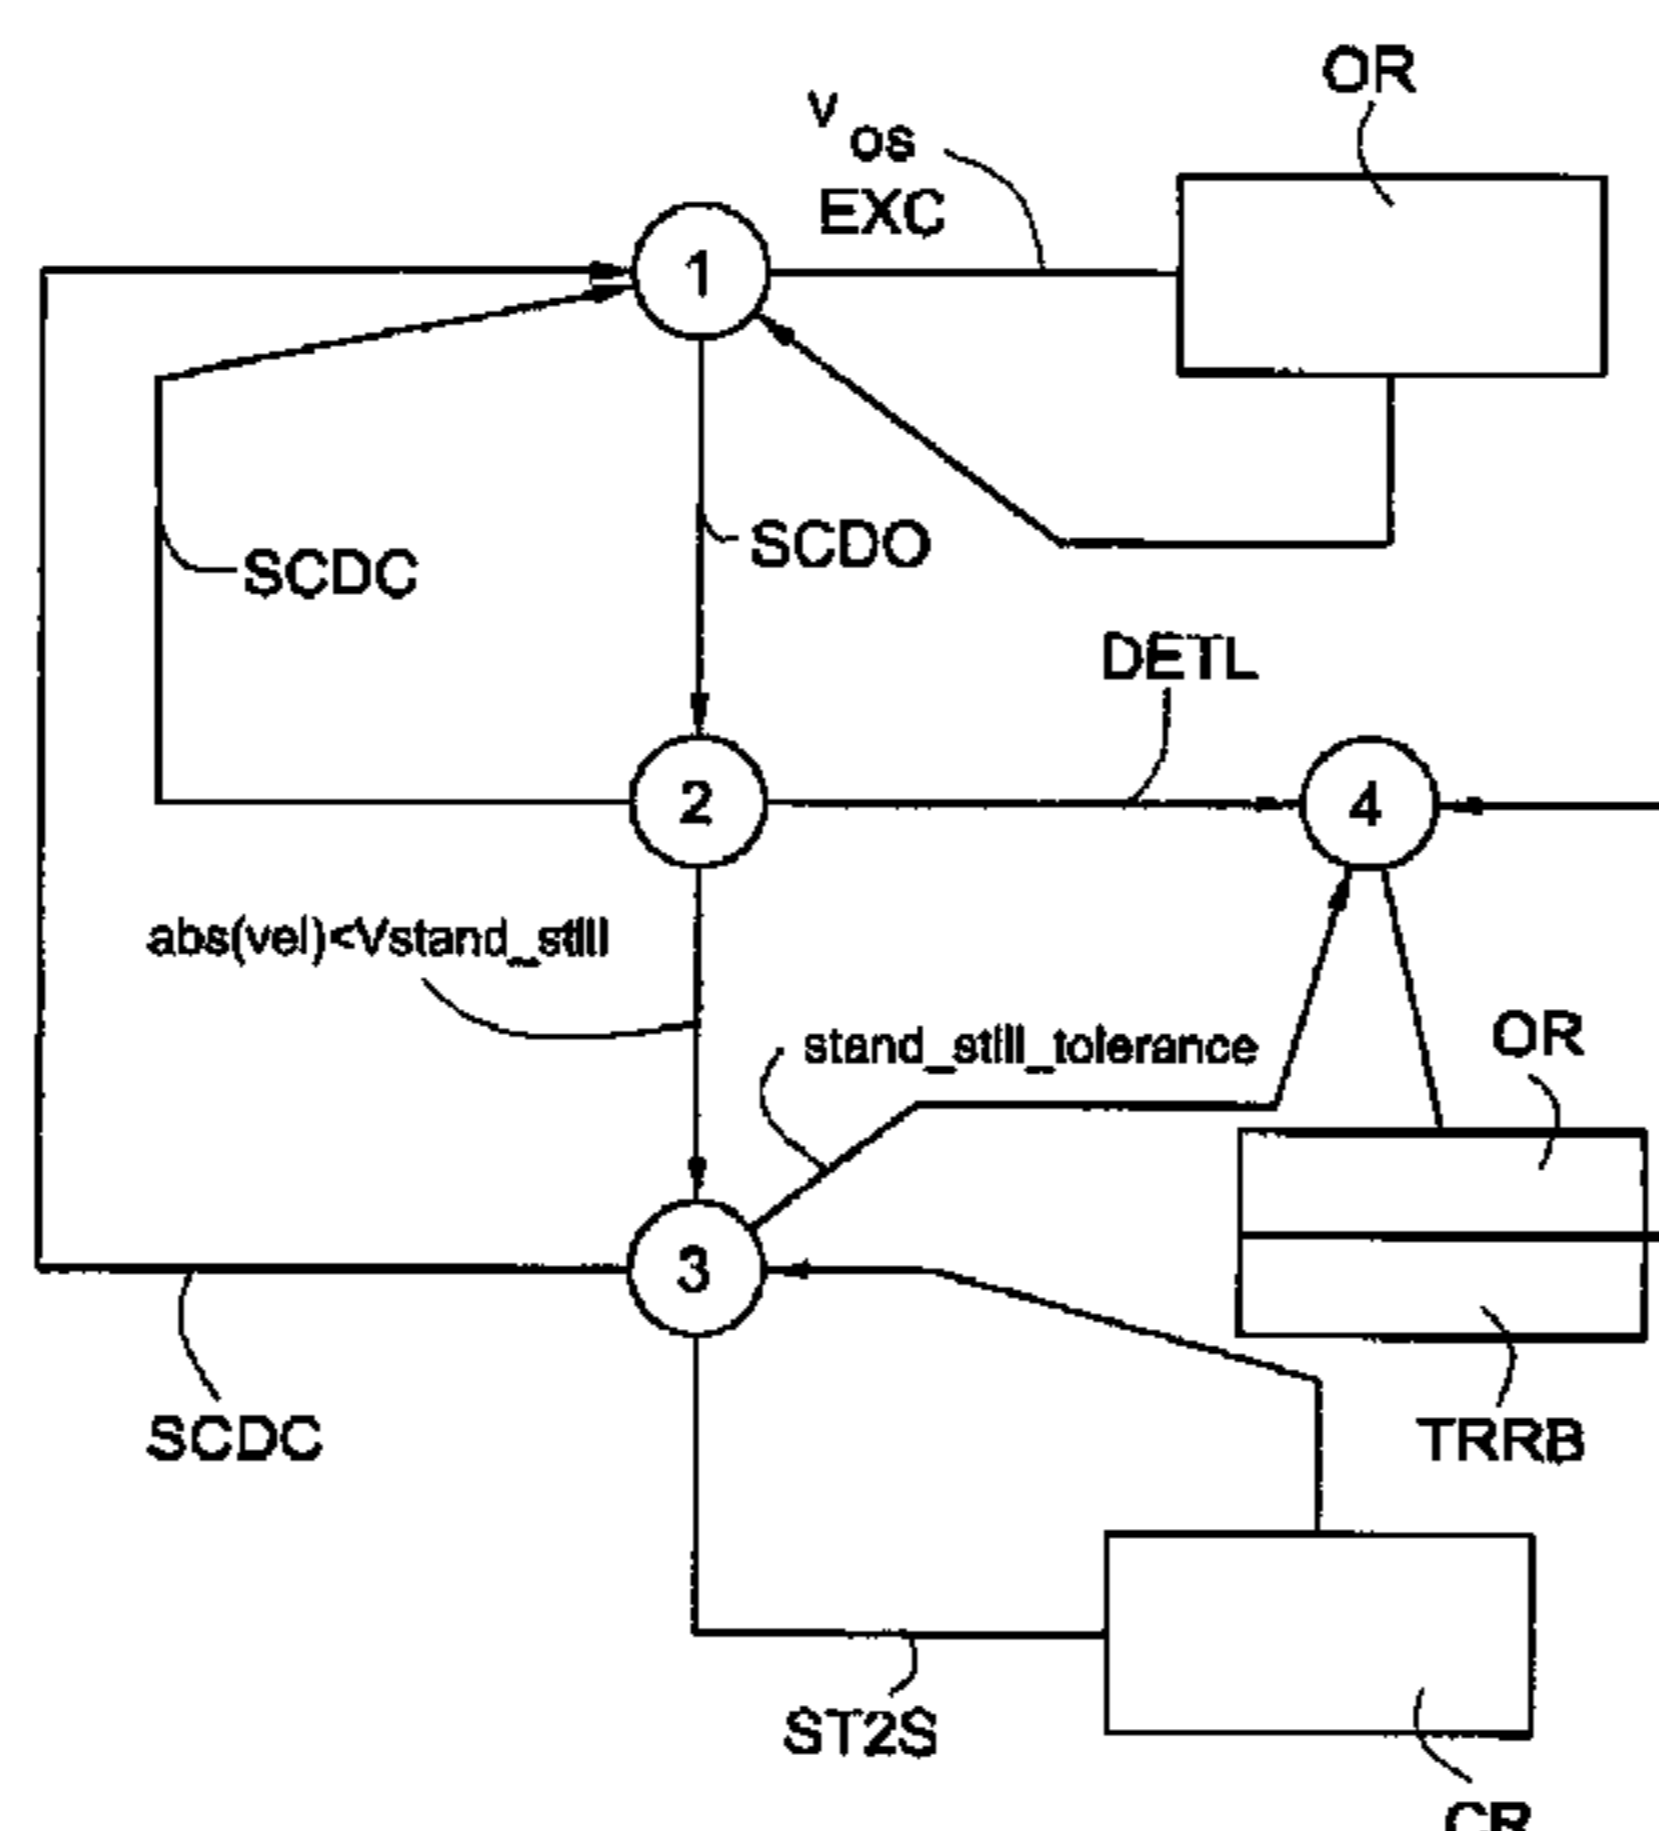 OR
v
OS
EXC
1
SCDO
SCDC
DETL
2
4
abs(vel)<Vstand_still
stand_still_tolerance
OR
3
SCDC
TRRB
ST2S